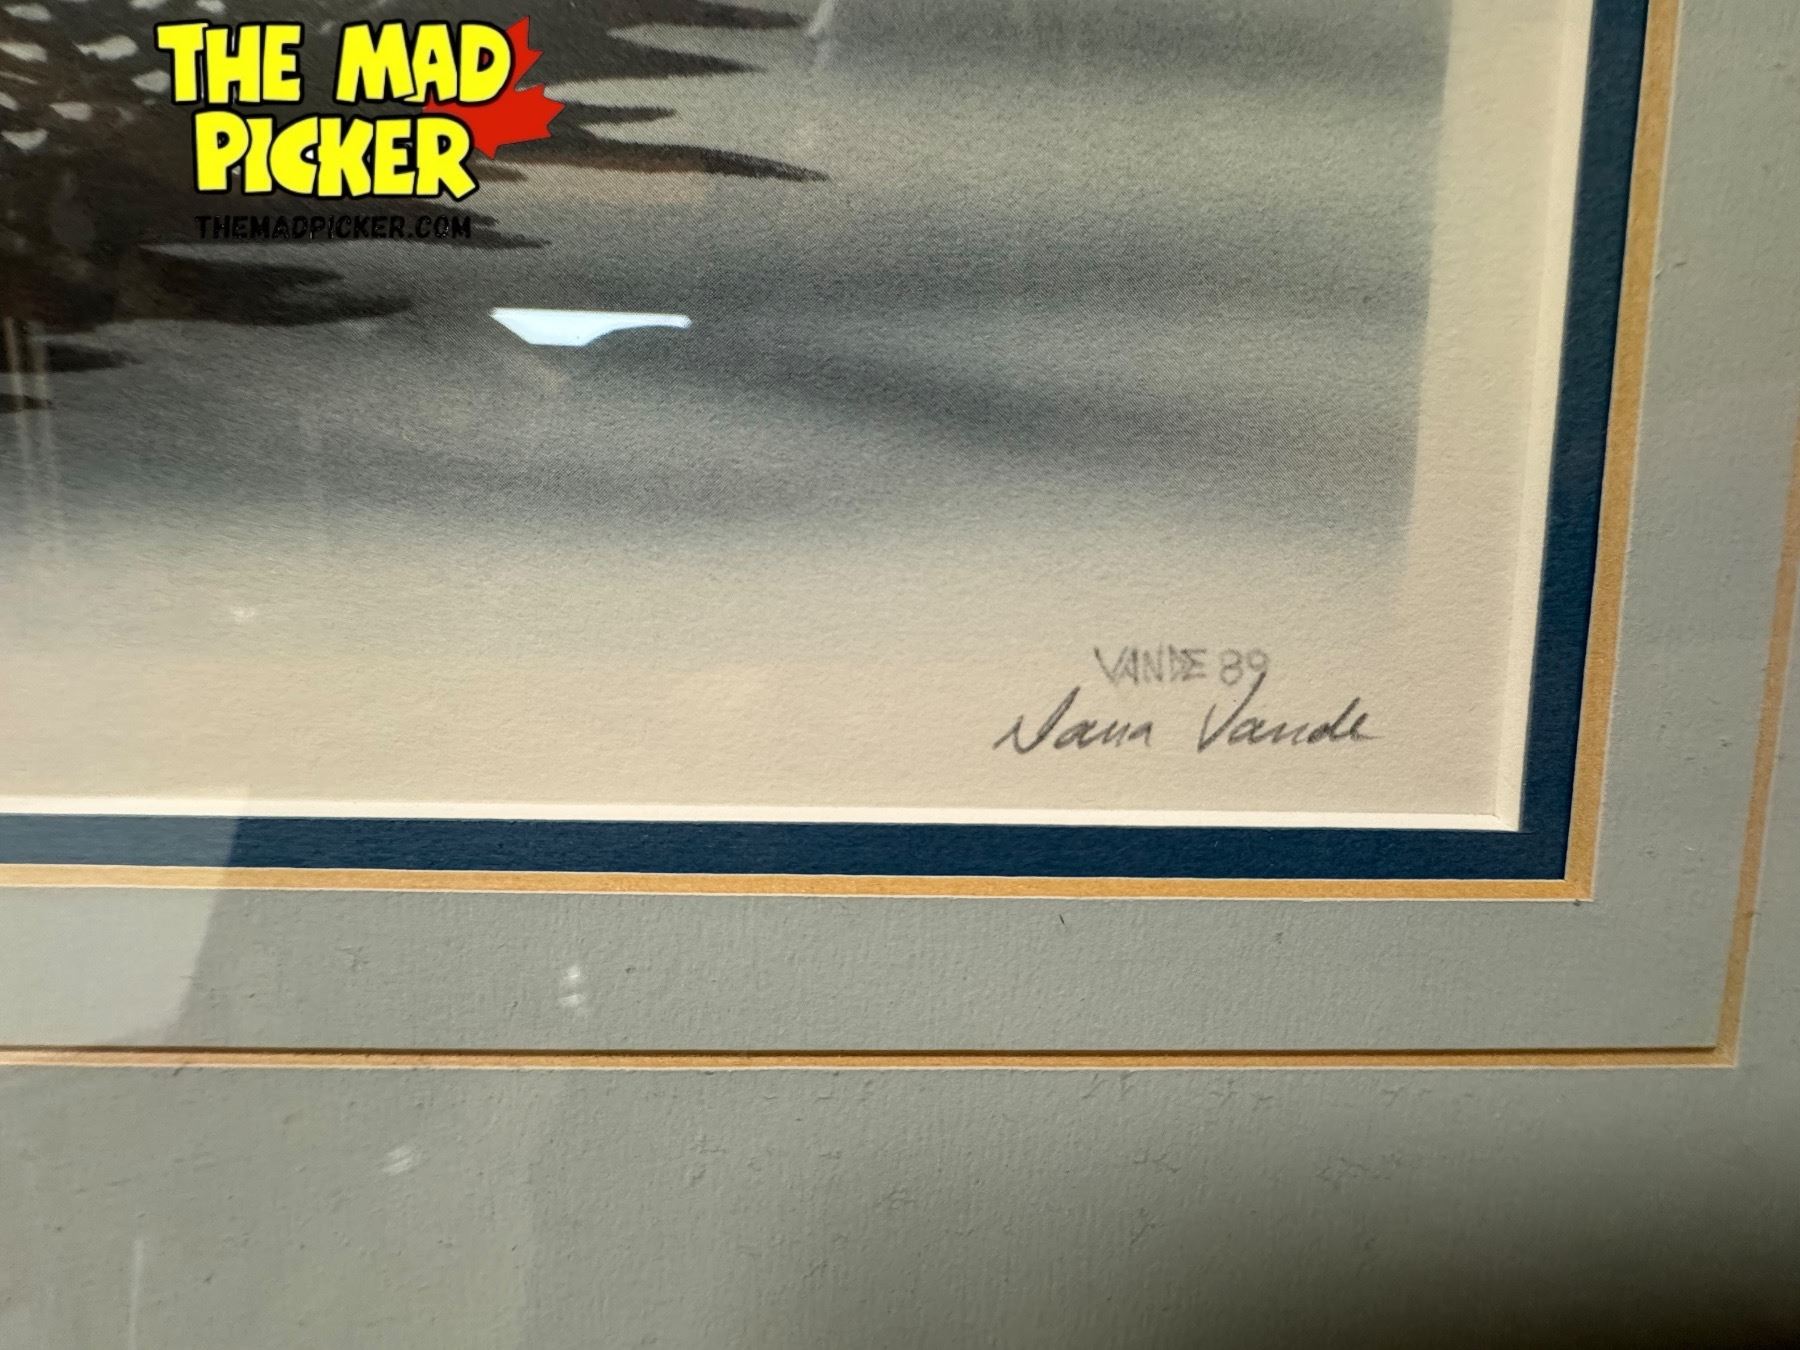 THE MAD
PICKER
THEMADPICKER.COM
VANDE 89
Dana Vande